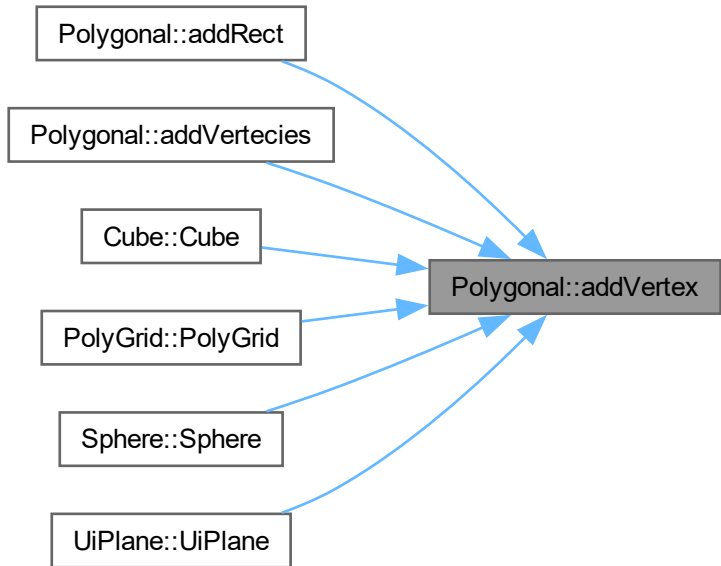 Polygonal::addRect
Polygonal::addVertecies
Cube::Cube
Polygonal::addVertex
PolyGrid::PolyGrid
Sphere::Sphere
UiPlane::UiPlane